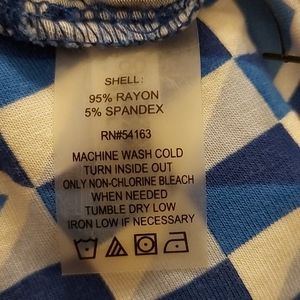 SHELL:
95% RAYON
5% SPANDEX
RN#54163
MACHINE WASH COLD
TURN INSIDE OUT
ONLY NON-CHLORINE BLEACH
WHEN NEEDED
TUMBLE DRY LOW
IRON LOW IF NECESSARY